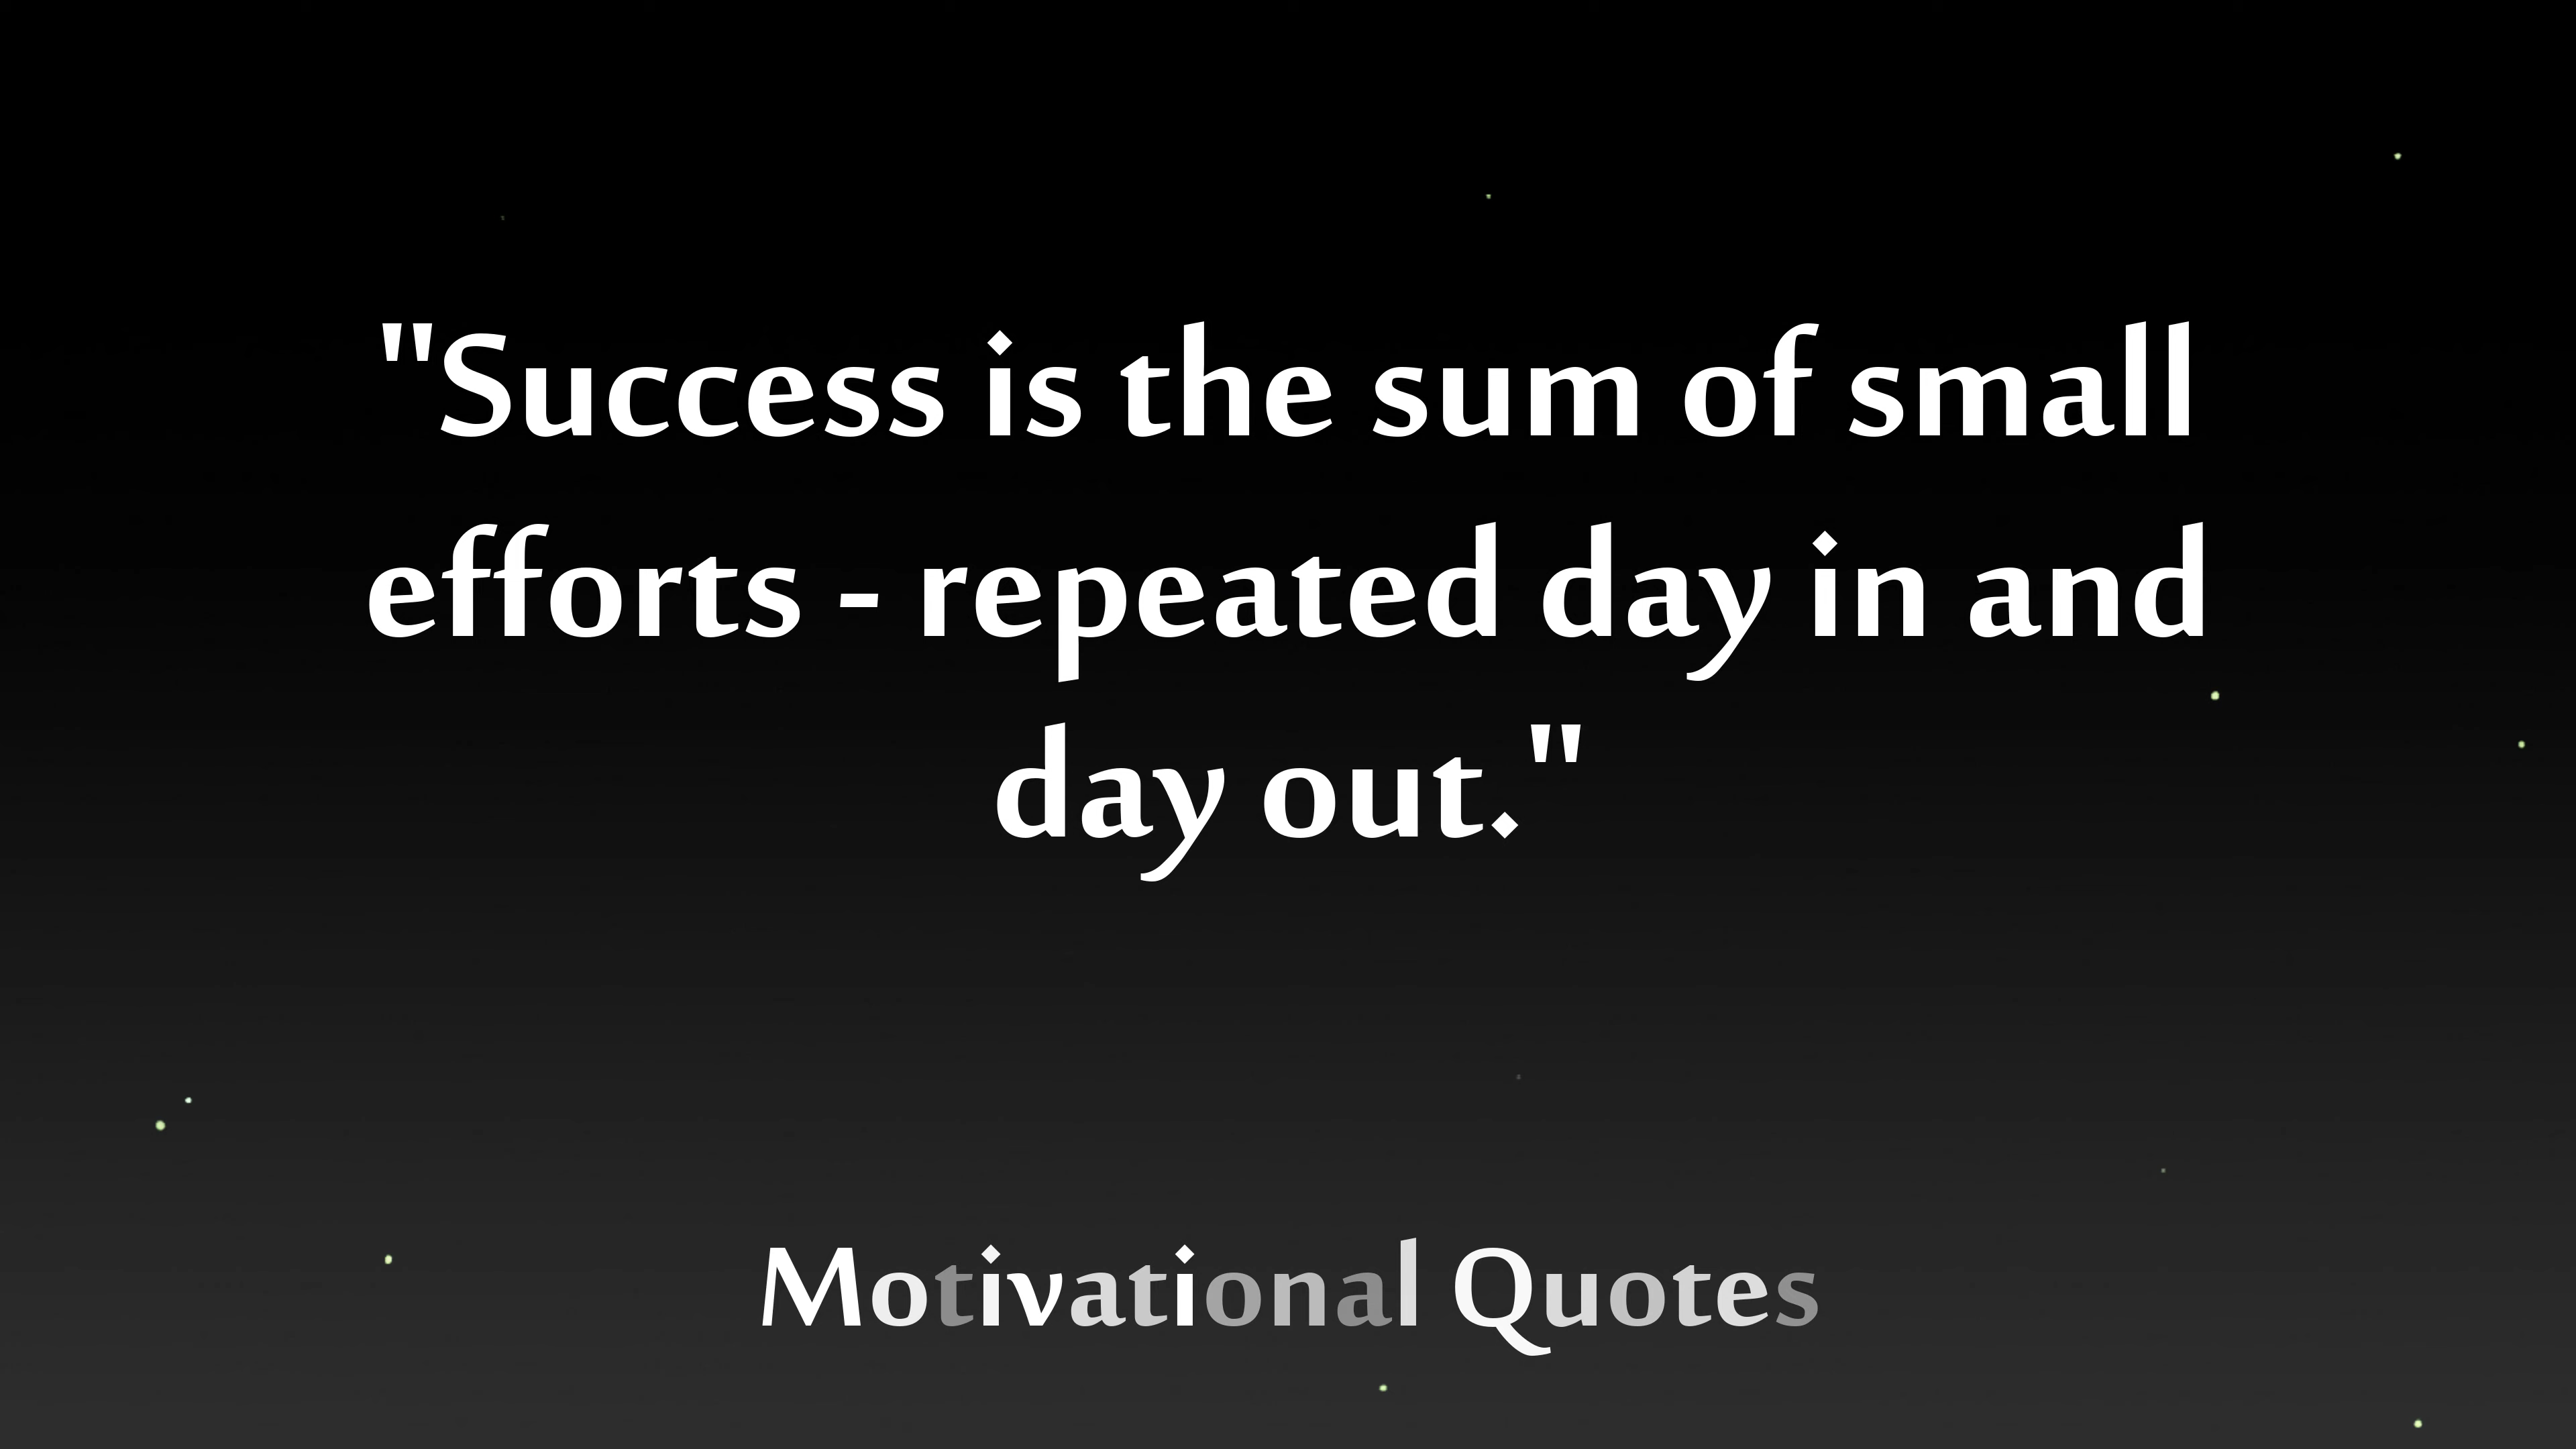 "Success is the sum of small
efforts - repeated day in and
day out."
Motivational Quotes